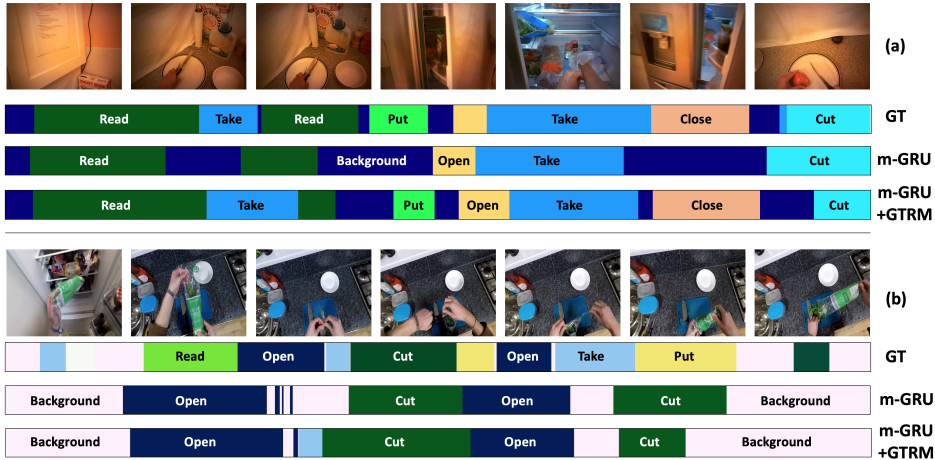 (a)
Read Take Read Put Take Close Cut GT
Read Background Open Take Cut m-GRU
Read Take Put Open Take Close Cut m-GRU
+GTRM
(b)
Read Open Cut Open Take Put GT
Background Open Cut Open Cut Background m-GRU
Background Open Cut Open Cut Background m-GRU
+GTRM